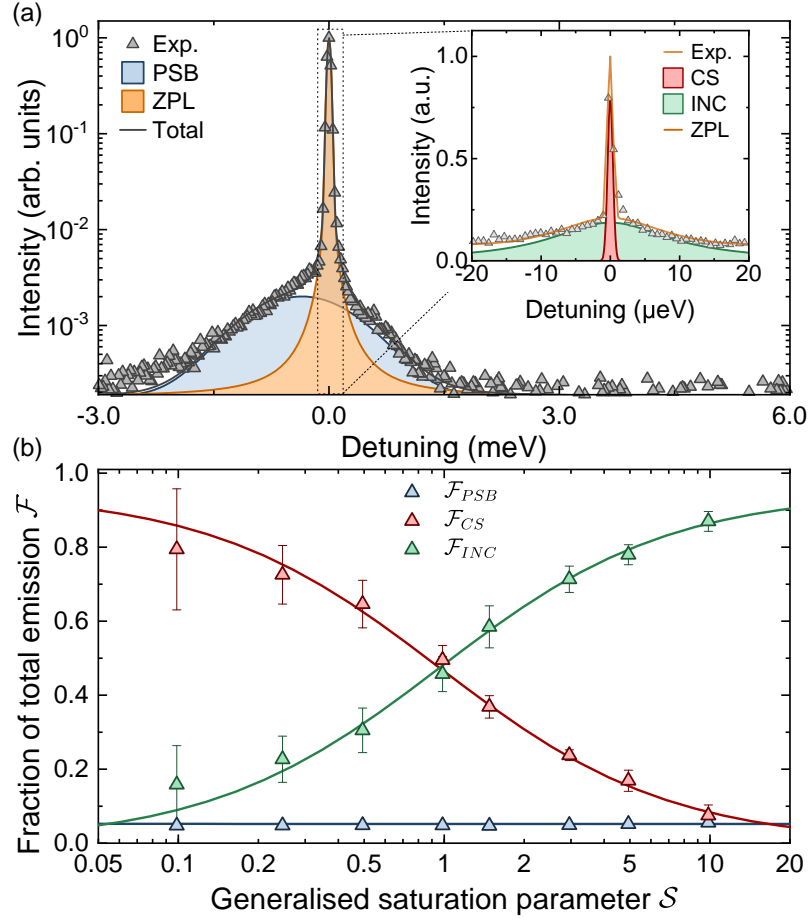 (a)
10⁰
10⁻¹
10⁻²
10⁻³
Intensity (arb. units)
Exp.
PSB
ZPL
Total
-3.0 0.0 3.0 6.0
Detuning (meV)
1.0
0.5
0.0
Intensity (a.u.)
Exp.
CS
INC
ZPL
-20 -10 0 10 20
Detuning (µeV)
(b)
1.0
0.8
0.6
0.4
0.2
0.0
Fraction of total emission ℱ
ℱ_PSB
ℱ_CS
ℱ_INC
0.05 0.1 0.2 0.5 1 2 5 10 20
Generalised saturation parameter 𝒮